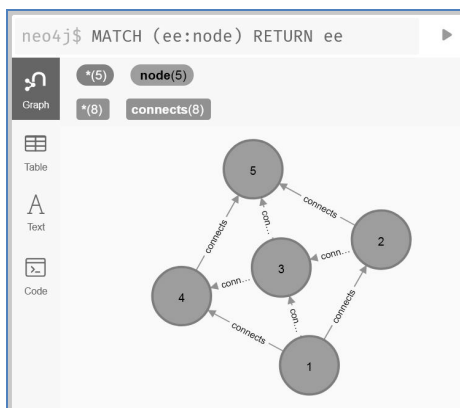 neo4j$ MATCH (ee:node) RETURN ee
*(5) node(5)
*(8) connects(8)
Graph
Table
A
Text
Code
5
connects
con...
connects
2
conn...
3
conn...
4
con...
connects
connects
1